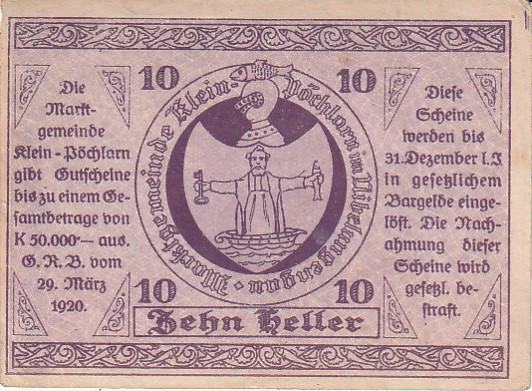 10 10
Die
Markt-
gemeinde
Klein-Pöchlarn
gibt Gutscheine
bis zu einem Ge-
samtbetrage von
K 50.000·— aus.
G. R. B. vom
29. März
1920.
Marktgemeinde Klein-Pöchlarn im Nibelungengau
Diese
Scheine
werden bis
31. Dezember l. J.
in gesetzlichem
Bargelde einge-
löst. Die Nach-
ahmung dieser
Scheine wird
gesetzl. be-
straft.
10 10
Zehn Heller